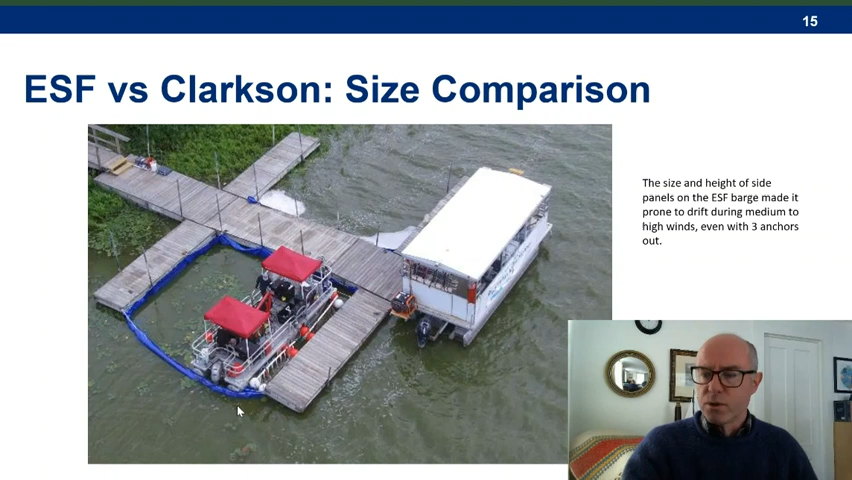 15
ESF vs Clarkson: Size Comparison
The size and height of side
panels on the ESF barge made it
prone to drift during medium to
high winds, even with 3 anchors
out.